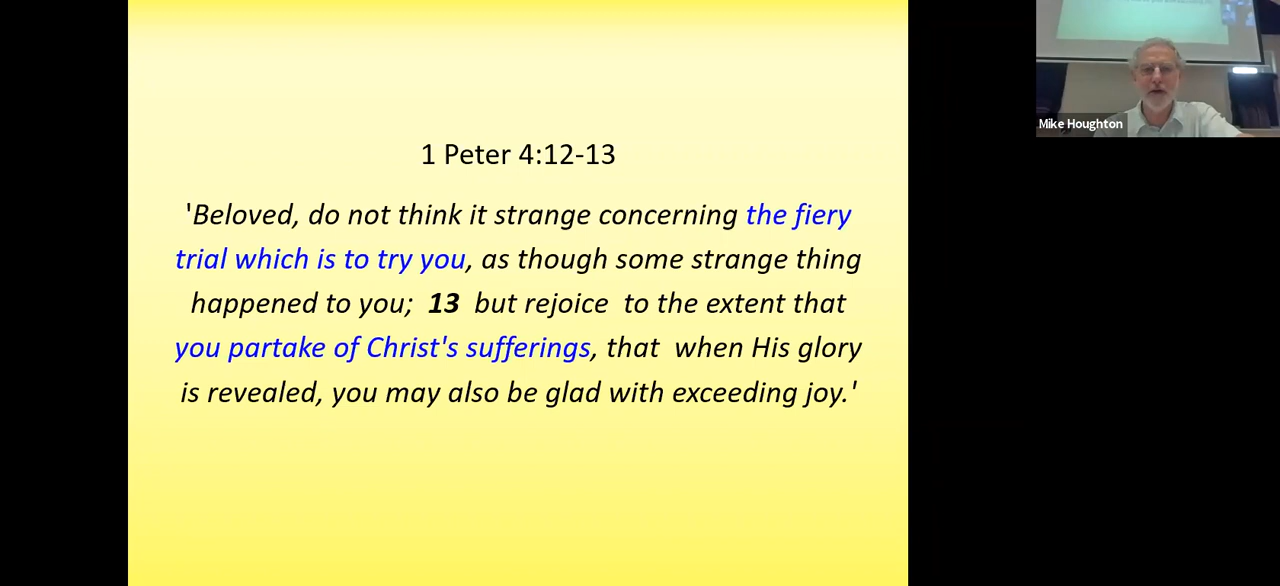 1 Peter 4:12-13
'Beloved, do not think it strange concerning the fiery
trial which is to try you, as though some strange thing
happened to you;  13  but rejoice  to the extent that
you partake of Christ's sufferings, that  when His glory
is revealed, you may also be glad with exceeding joy.'
Mike Houghton